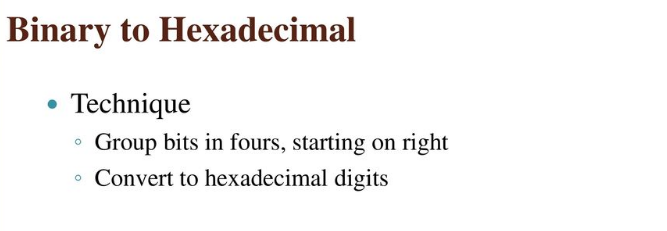 Binary to Hexadecimal
Technique
Group bits in fours, starting on right
Convert to hexadecimal digits